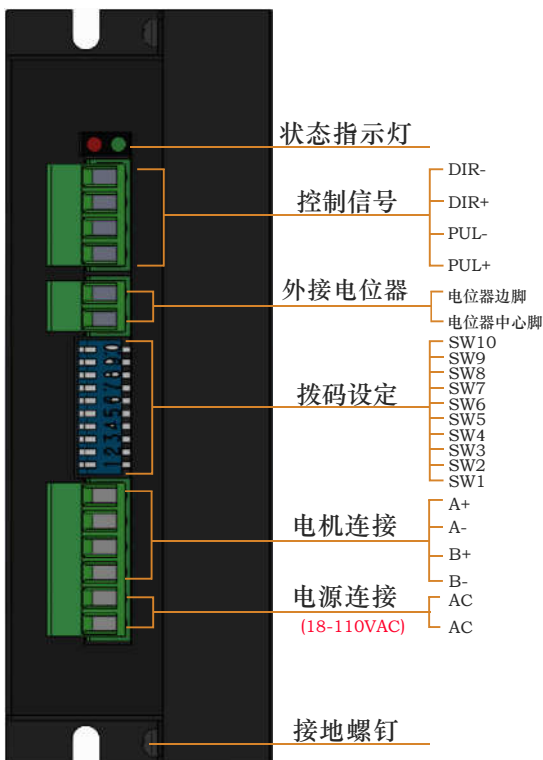 状态指示灯
控制信号
DIR-
DIR+
PUL-
PUL+
外接电位器
电位器边脚
电位器中心脚
拨码设定
SW10
SW9
SW8
SW7
SW6
SW5
SW4
SW3
SW2
SW1
1234567890
电机连接
A+
A-
B+
B-
电源连接
(18-110VAC)
AC
AC
接地螺钉